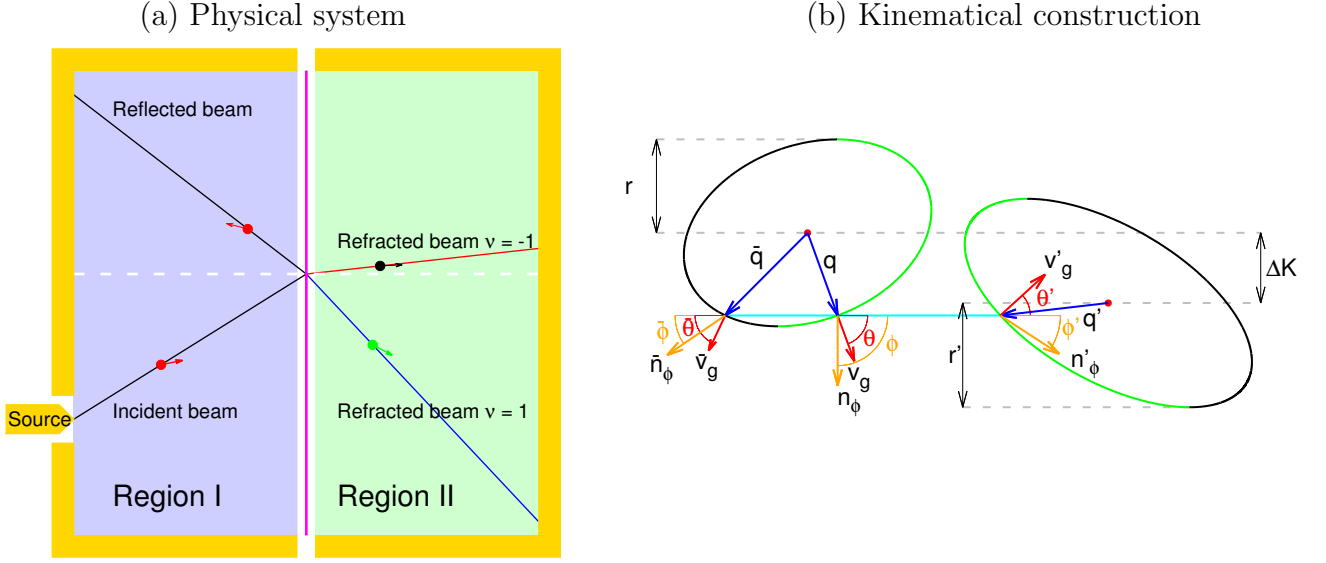 (a) Physical system
(b) Kinematical construction
Reflected beam
Refracted beam ν = -1
Incident beam
Refracted beam ν = 1
Source
Region I
Region II
r
q̄
q
ΔK
v'g
θ'
q'
ϕ'
n'ϕ
r'
ϕ̄
θ̄
n̄ϕ
v̄g
θ
ϕ
vg
nϕ